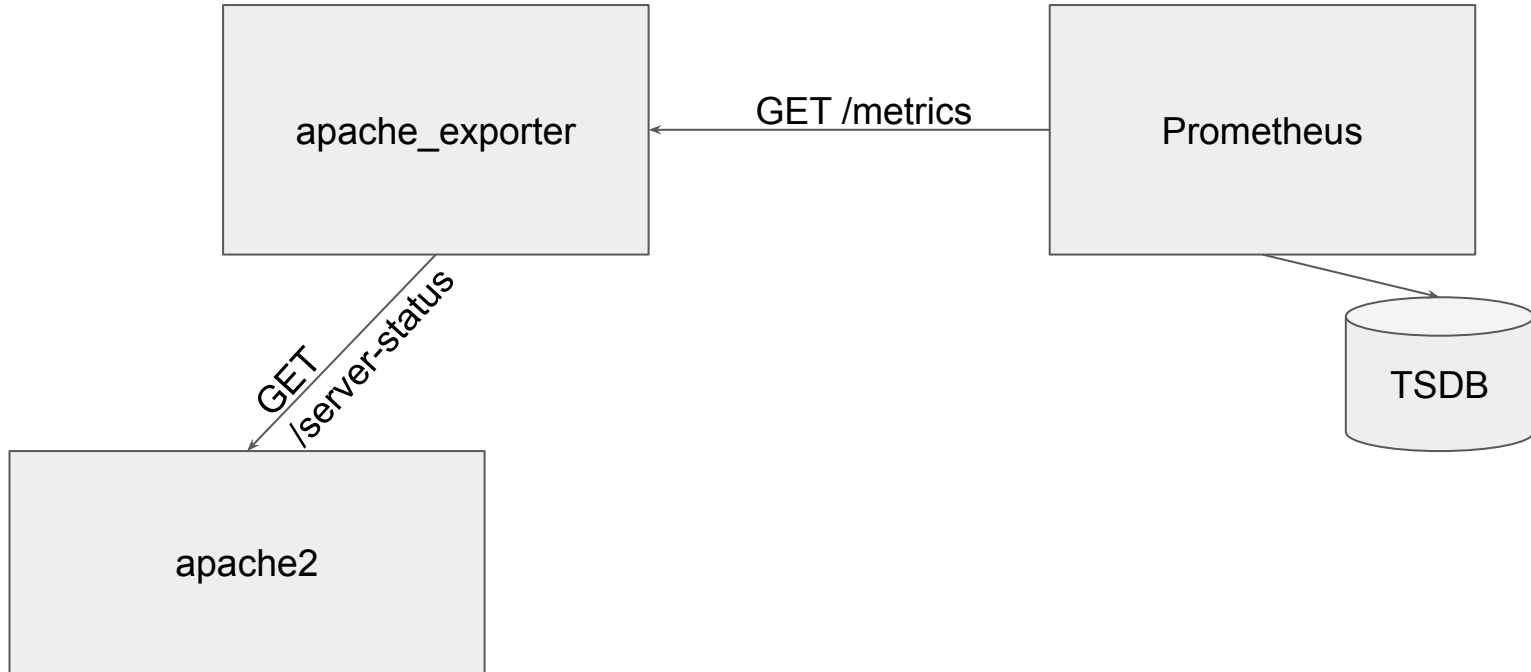 apache_exporter
GET /metrics
Prometheus
GET
/server-status
TSDB
apache2